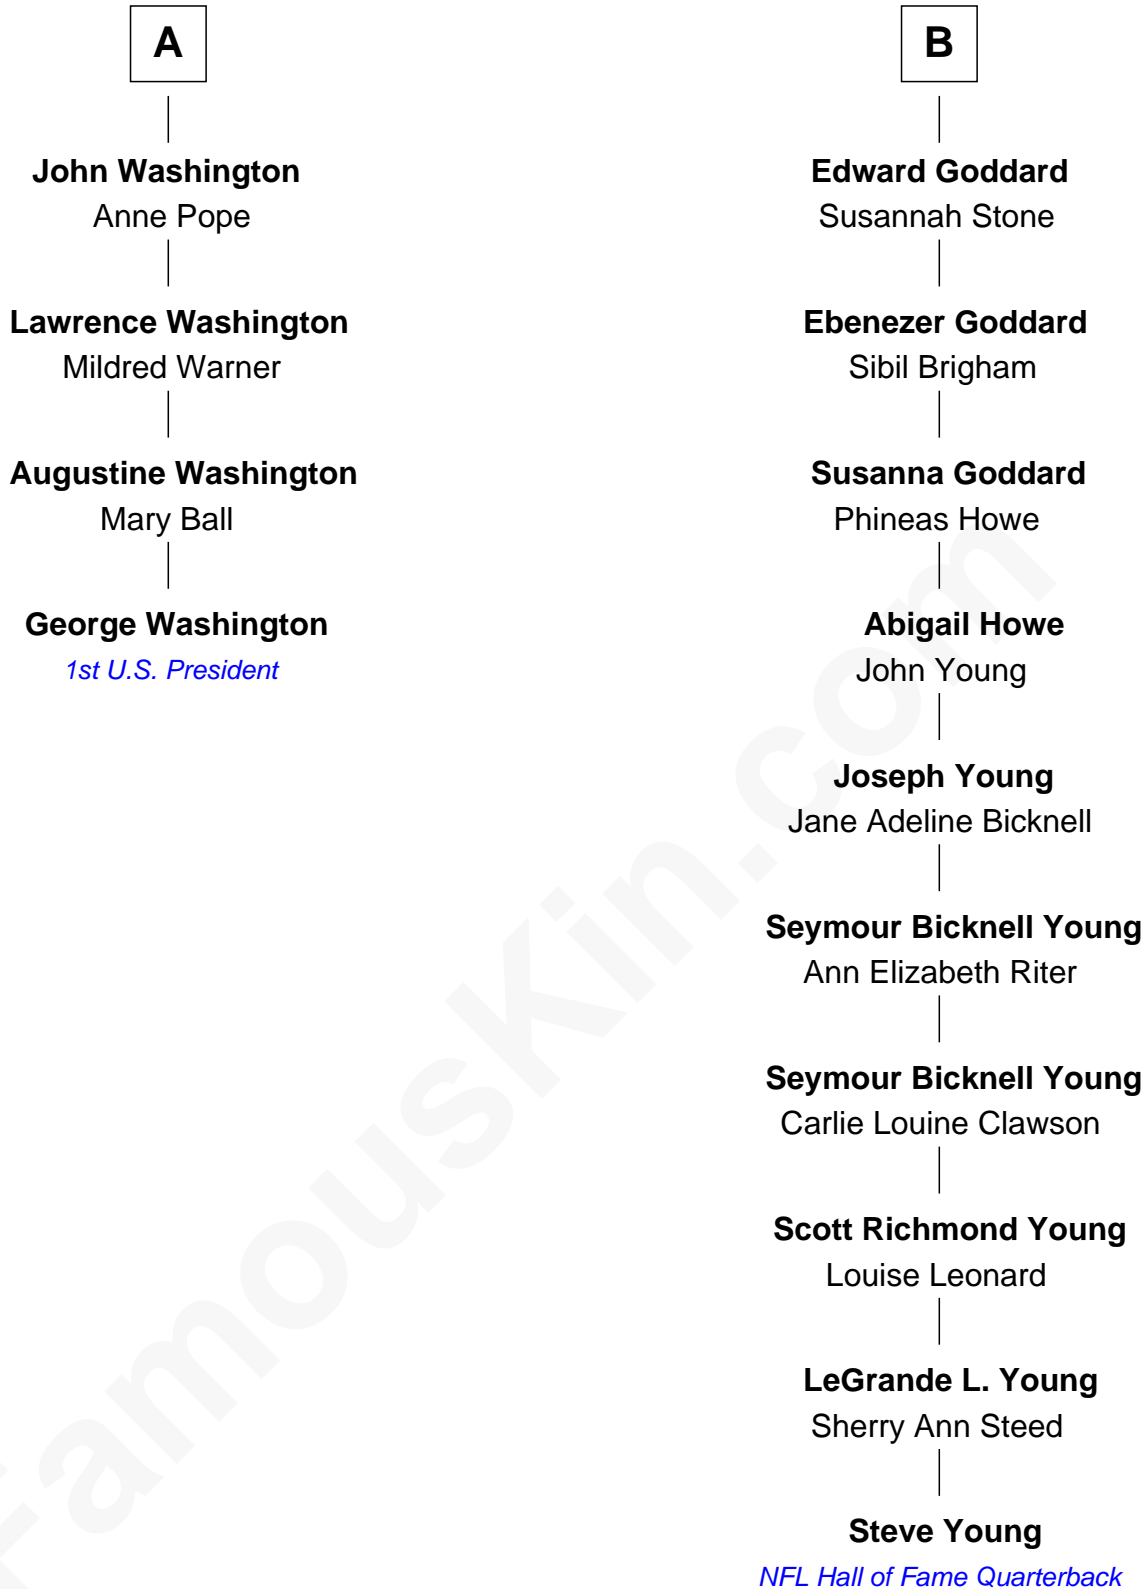 A
John Washington
Anne Pope
Lawrence Washington
Mildred Warner
Augustine Washington
Mary Ball
George Washington
1st U.S. President
B
Edward Goddard
Susannah Stone
Ebenezer Goddard
Sibil Brigham
Susanna Goddard
Phineas Howe
Abigail Howe
John Young
Joseph Young
Jane Adeline Bicknell
Seymour Bicknell Young
Ann Elizabeth Riter
Seymour Bicknell Young
Carlie Louine Clawson
Scott Richmond Young
Louise Leonard
LeGrande L. Young
Sherry Ann Steed
Steve Young
NFL Hall of Fame Quarterback
FamousKin.com